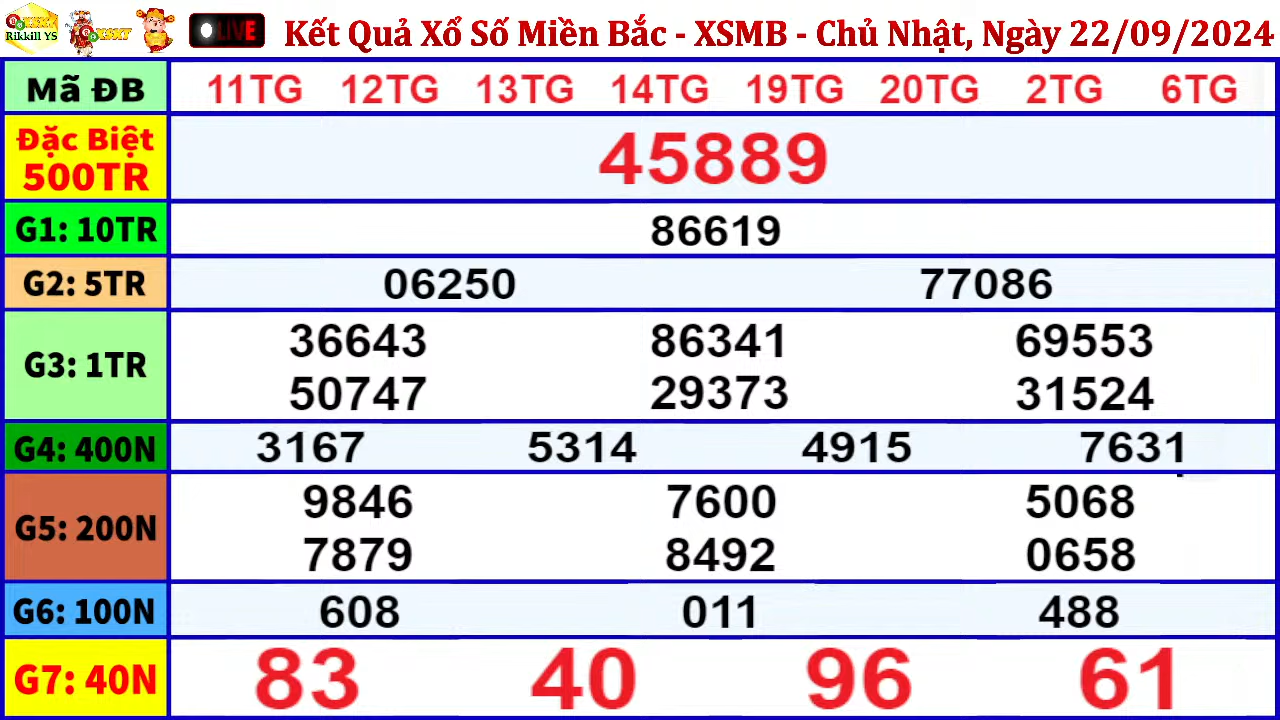 Rikkill YS
XSXT
LIVE
Kết Quả Xổ Số Miền Bắc - XSMB - Chủ Nhật, Ngày 22/09/2024
Mã ĐB 11TG 12TG 13TG 14TG 19TG 20TG 2TG 6TG
Đặc Biệt
500TR 45889
G1: 10TR 86619
G2: 5TR 06250 77086
G3: 1TR
36643 86341 69553
50747 29373 31524
G4: 400N 3167 5314 4915 7631
G5: 200N
9846 7600 5068
7879 8492 0658
G6: 100N 608 011 488
G7: 40N 83 40 96 61